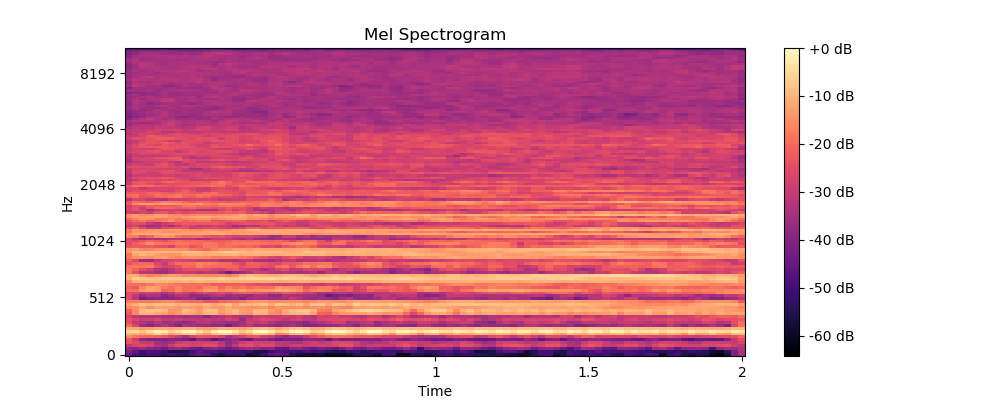 Mel Spectrogram
Hz
8192
4096
2048
1024
512
0
0 0.5 1 1.5 2
Time
+0 dB
-10 dB
-20 dB
-30 dB
-40 dB
-50 dB
-60 dB